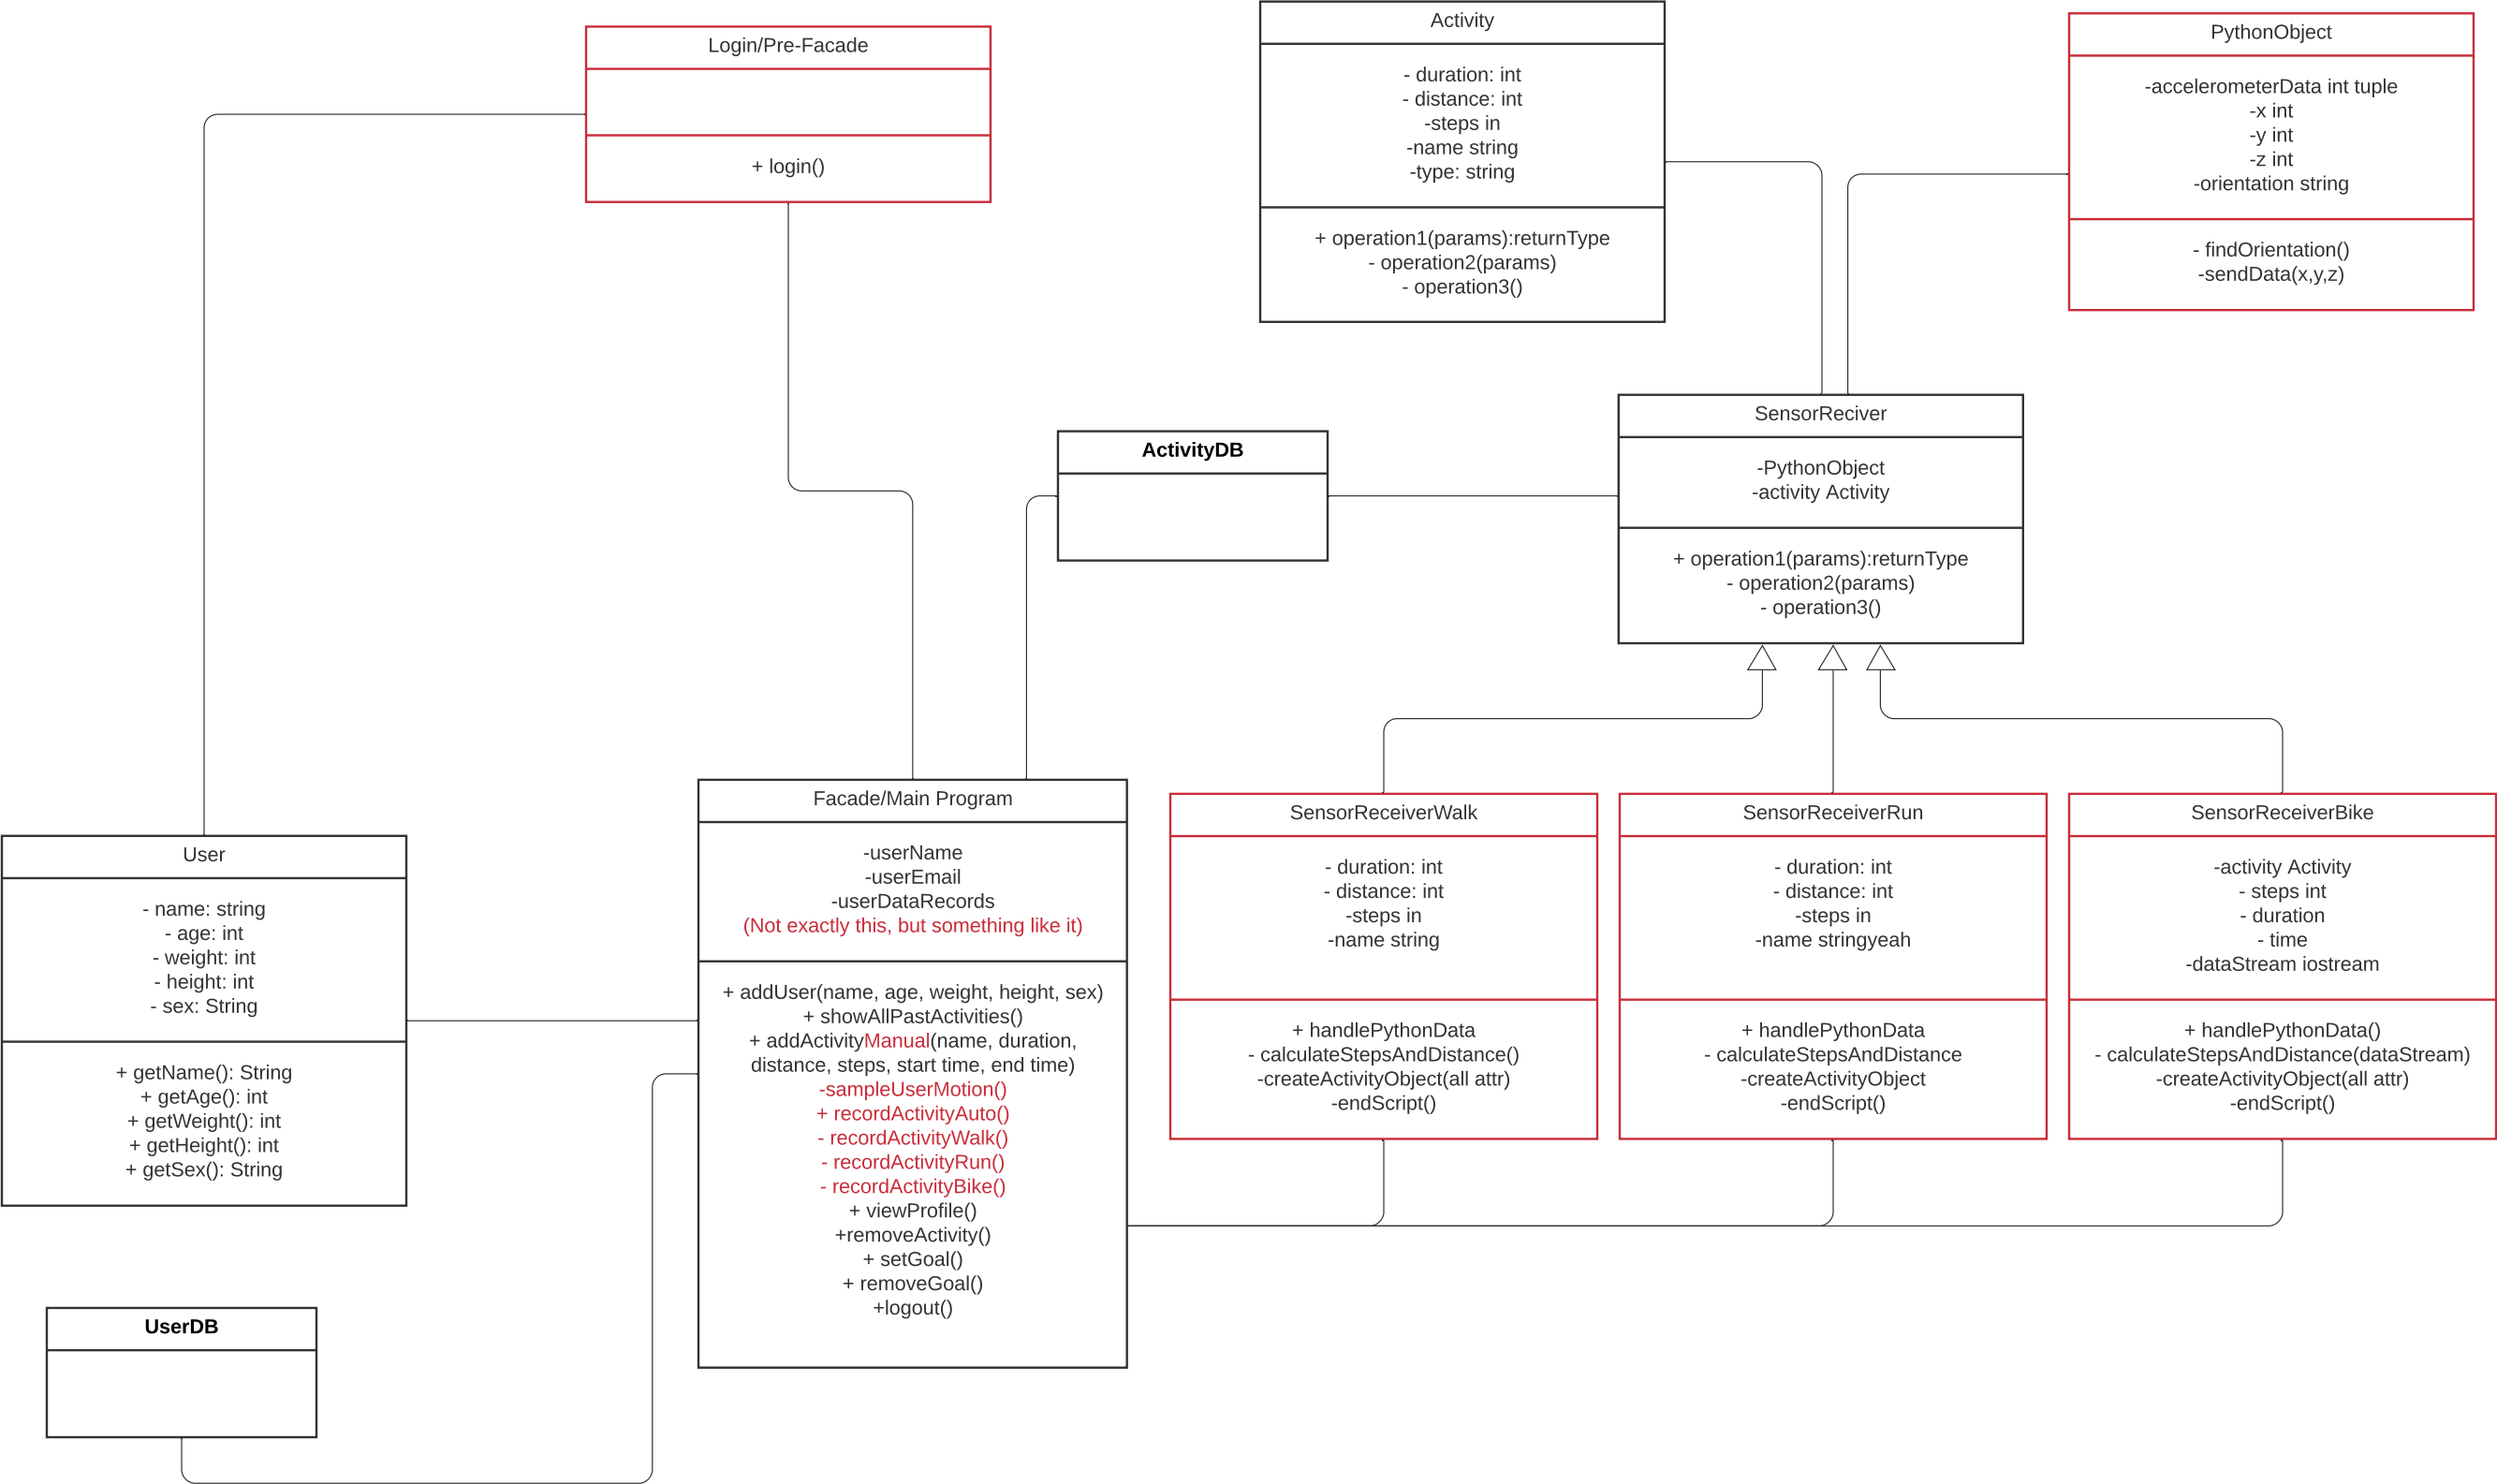 Login/Pre-Facade
+ login()
Activity
- duration: int
- distance: int
-steps in
-name string
-type: string
+ operation1(params):returnType
- operation2(params)
- operation3()
PythonObject
-accelerometerData int tuple
-x int
-y int
-z int
-orientation string
- findOrientation()
-sendData(x,y,z)
ActivityDB
SensorReciver
-PythonObject
-activity Activity
+ operation1(params):returnType
- operation2(params)
- operation3()
User
- name: string
- age: int
- weight: int
- height: int
- sex: String
+ getName(): String
+ getAge(): int
+ getWeight(): int
+ getHeight(): int
+ getSex(): String
Facade/Main Program
-userName
-userEmail
-userDataRecords
(Not exactly this, but something like it)
+ addUser(name, age, weight, height, sex)
+ showAllPastActivities()
+ addActivityManual(name, duration,
distance, steps, start time, end time)
-sampleUserMotion()
+ recordActivityAuto()
- recordActivityWalk()
- recordActivityRun()
- recordActivityBike()
+ viewProfile()
+removeActivity()
+ setGoal()
+ removeGoal()
+logout()
SensorReceiverWalk
- duration: int
- distance: int
-steps in
-name string
+ handlePythonData
- calculateStepsAndDistance()
-createActivityObject(all attr)
-endScript()
SensorReceiverRun
- duration: int
- distance: int
-steps in
-name stringyeah
+ handlePythonData
- calculateStepsAndDistance
-createActivityObject
-endScript()
SensorReceiverBike
-activity Activity
- steps int
- duration
- time
-dataStream iostream
+ handlePythonData()
- calculateStepsAndDistance(dataStream)
-createActivityObject(all attr)
-endScript()
UserDB